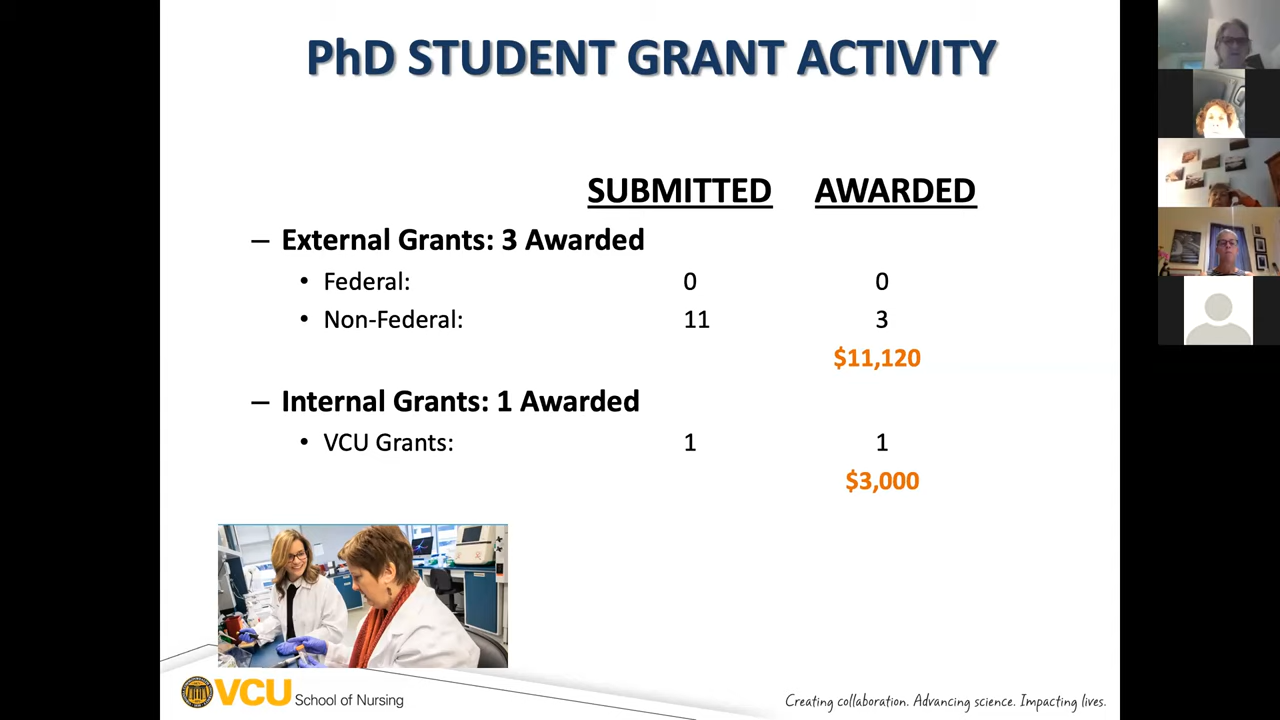 PhD STUDENT GRANT ACTIVITY
SUBMITTED AWARDED
– External Grants: 3 Awarded
• Federal: 0 0
• Non-Federal: 11 3
$11,120
– Internal Grants: 1 Awarded
• VCU Grants: 1 1
$3,000
VCU School of Nursing
Creating collaboration. Advancing science. Impacting lives.